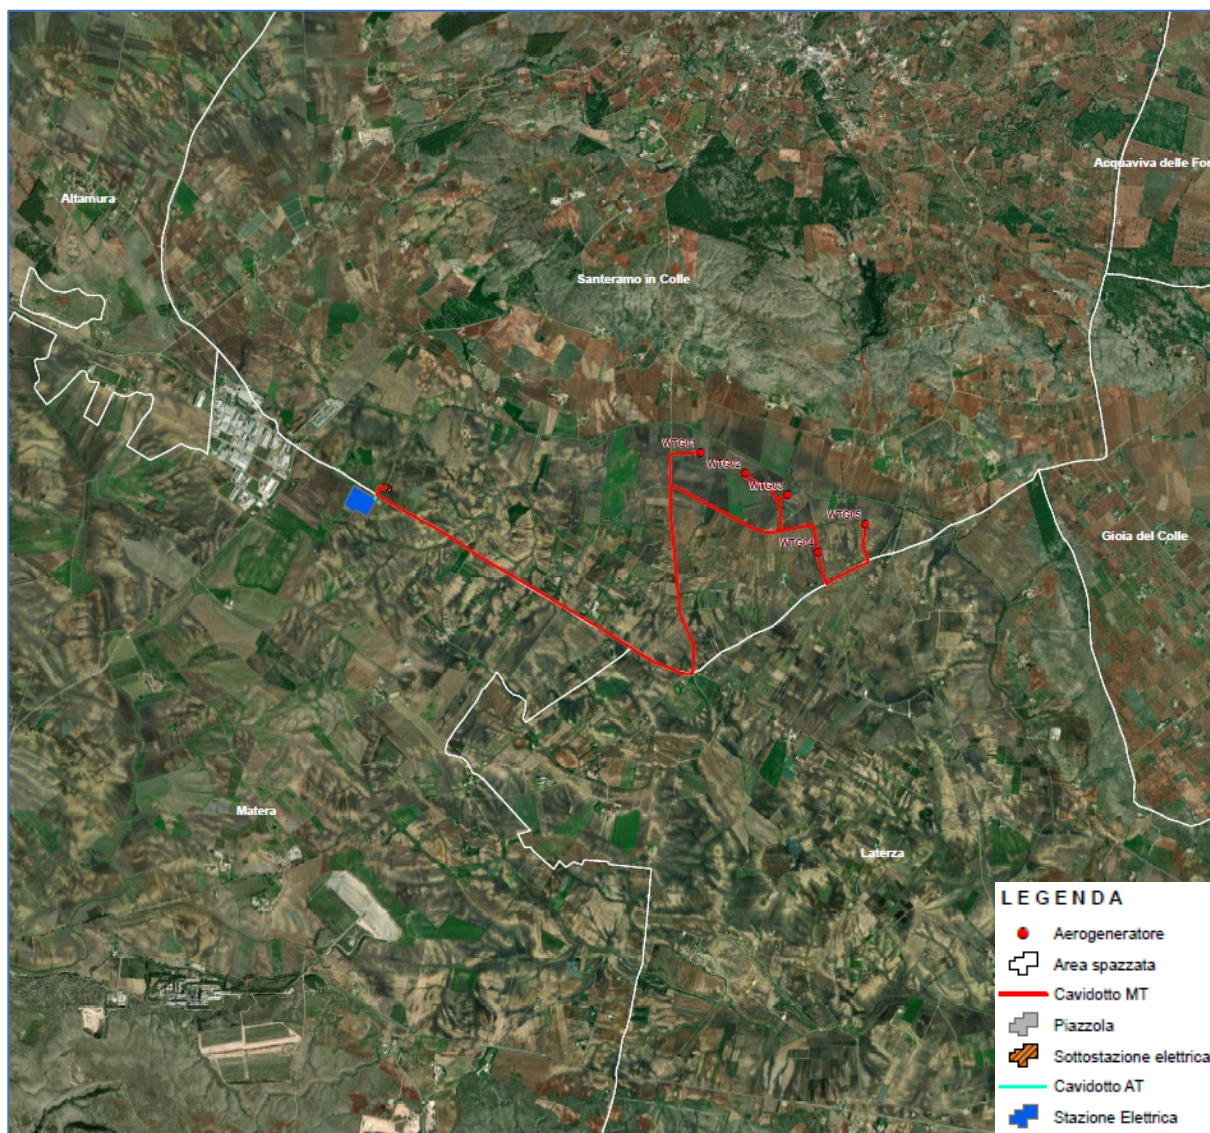 Acquaviva delle For
Altamura
Santeramo in Colle
WTG01
WTG02
WTG03
WTG05
Gioia del Colle
WTG04
Matera
Laterza
LEGENDA
Aerogeneratore
Area spazzata
Cavidotto MT
Piazzola
Sottostazione elettrica
Cavidotto AT
Stazione Elettrica